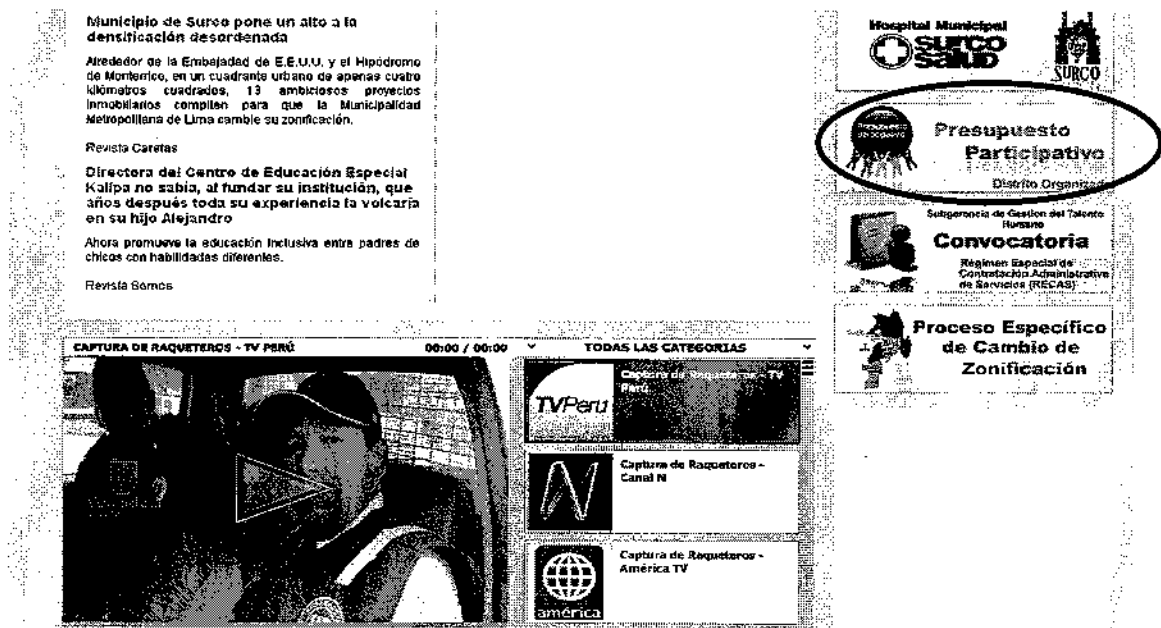 Municipio de Surco pone un alto a la
densificación desordenada
Alrededor de la Embajadad de E.E.U.U. y el Hipódromo
de Monterrico, en un cuadrante urbano de apenas cuatro
kilómetros cuadrados, 13 ambiciosos proyectos
inmobiliarios compiten para que la Municipalidad
Metropolitana de Lima cambie su zonificación.
Revista Caretas
Directora del Centro de Educación Especial
Kallpa no sabía, al fundar su institución, que
años después toda su experiencia la volcaría
en su hijo Alejandro
Ahora promueve la educación inclusiva entre padres de
chicos con habilidades diferentes.
Revista Somos
Hospital Municipal
SURCO
Salud
SURCO
Presupuesto
Participativo
Presupuesto
Participativo
Distrito Organizado
Subgerencia de Gestion del Talento
Humano
Convocatoria
Régimen Especial de
Contratación Administrativa
de Servicios (RECAS)
Proceso Específico
de Cambio de
Zonificación
CAPTURA DE RAQUETEROS - TV PERÚ 00:00 / 00:00
TODAS LAS CATEGORIAS
TVPerú
Captura de Raqueteros - TV
Perú
N
Captura de Raqueteros -
Canal N
américa
Captura de Raqueteros -
América TV